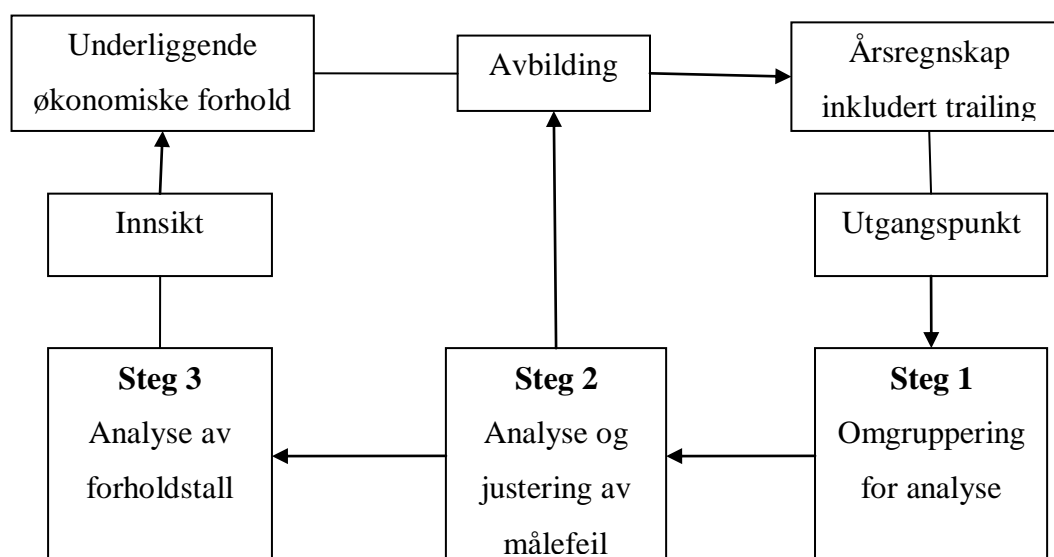 Underliggende
økonomiske forhold
Avbilding
Årsregnskap
inkludert trailing
Innsikt
Utgangspunkt
Steg 3
Analyse av
forholdstall
Steg 2
Analyse og
justering av
målefeil
Steg 1
Omgruppering
for analyse